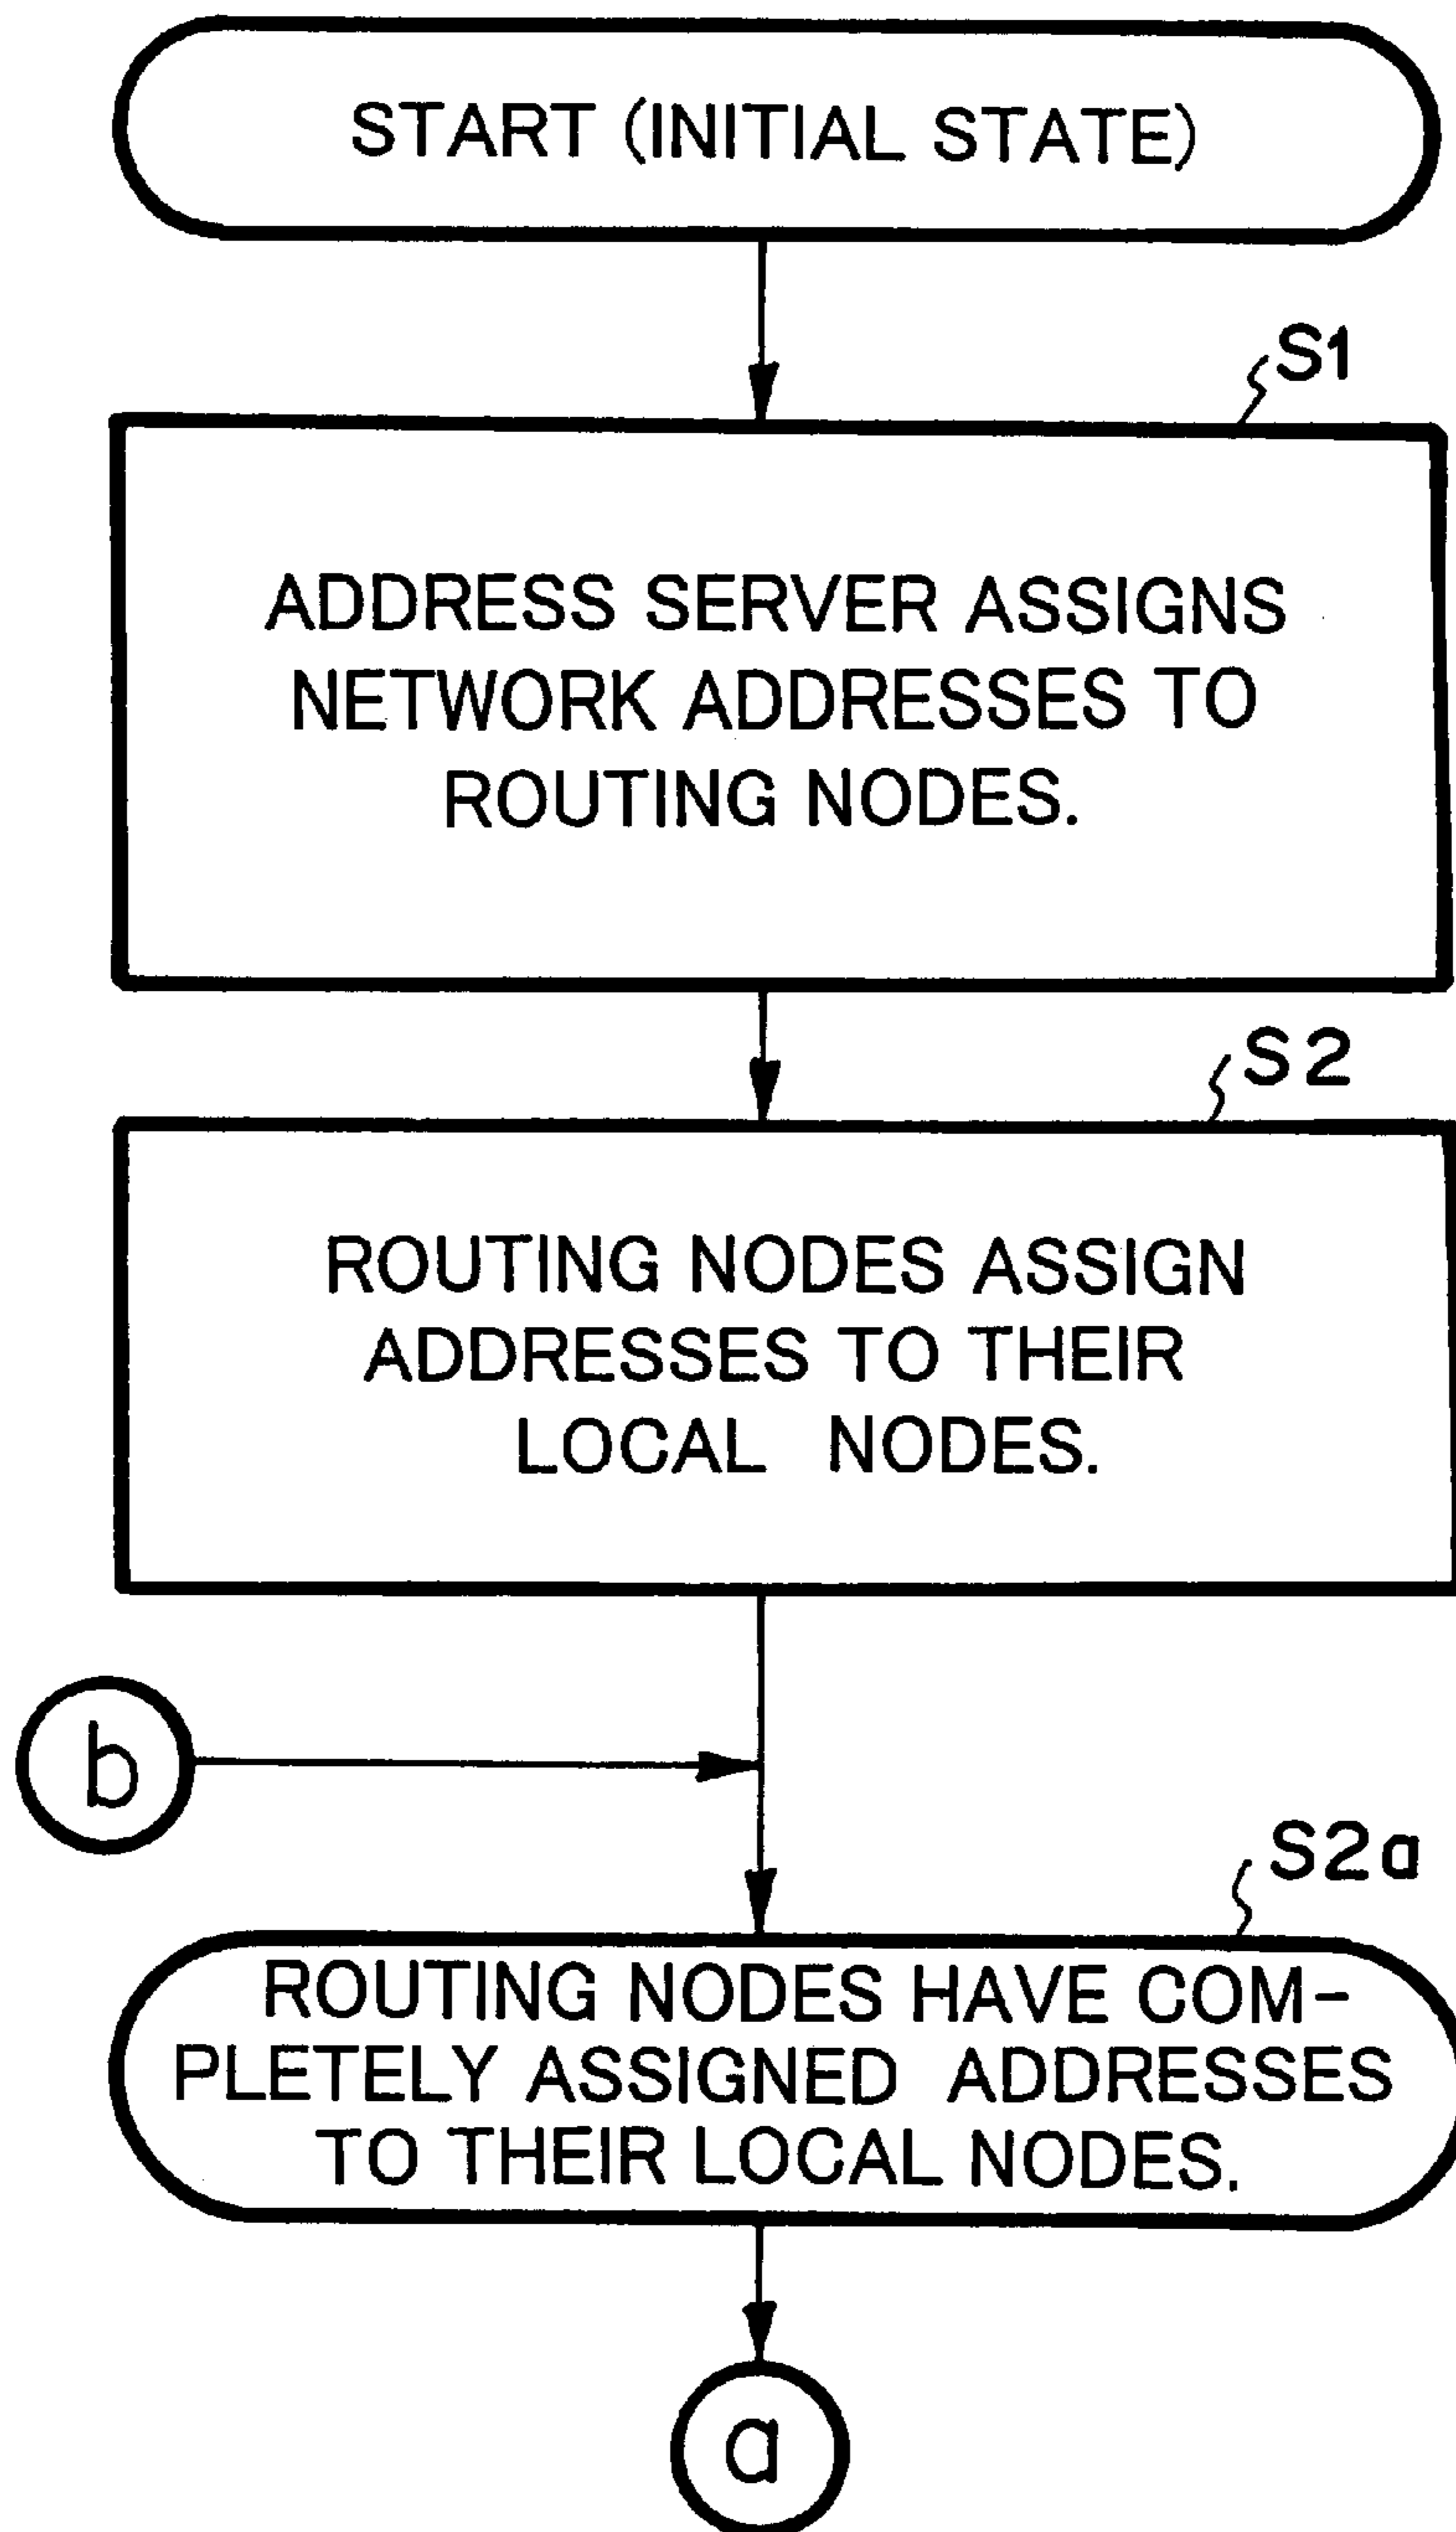 START (INITIAL STATE)
S1
ADDRESS SERVER ASSIGNS
NETWORK ADDRESSES TO
ROUTING NODES.
S2
ROUTING NODES ASSIGN
ADDRESSES TO THEIR
LOCAL NODES.
b
S2a
ROUTING NODES HAVE COM-
PLETELY ASSIGNED ADDRESSES
TO THEIR LOCAL NODES.
a